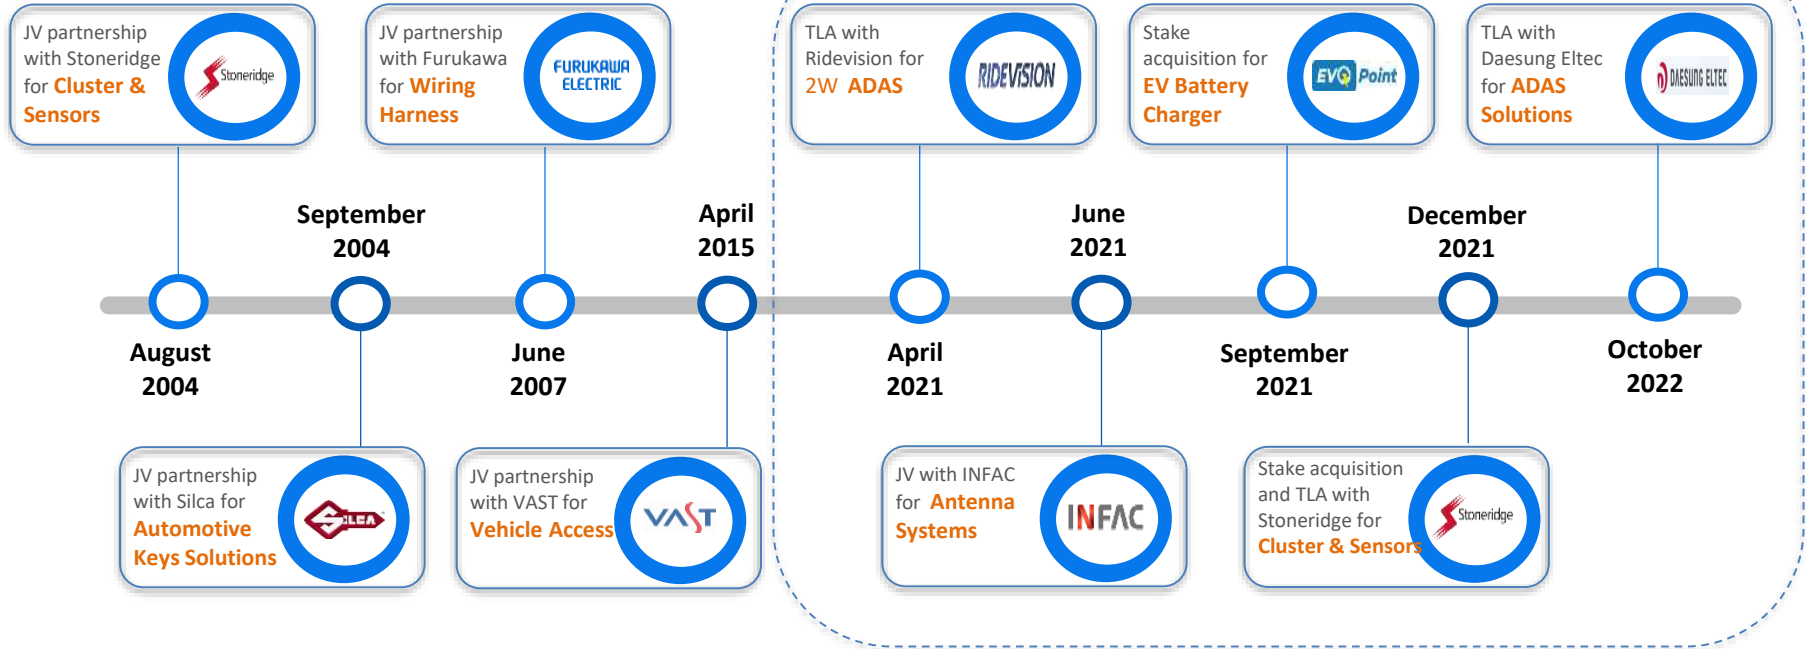 JV partnership
with Stoneridge
for Cluster &
Sensors
Stoneridge
JV partnership
with Furukawa
for Wiring
Harness
FURUKAWA
ELECTRIC
TLA with
Ridevision for
2W ADAS
RIDEVISION
Stake
acquisition for
EV Battery
Charger
EVQ Point
TLA with
Daesung Eltec
for ADAS
Solutions
DAESUNG ELTEC
September
2004
April
2015
June
2021
December
2021
August
2004
June
2007
April
2021
September
2021
October
2022
JV partnership
with Silca for
Automotive
Keys Solutions
SILCA
JV partnership
with VAST for
Vehicle Access
VAST
JV with INFAC
for Antenna
Systems
INFAC
Stake acquisition
and TLA with
Stoneridge for
Cluster & Sensors
Stoneridge